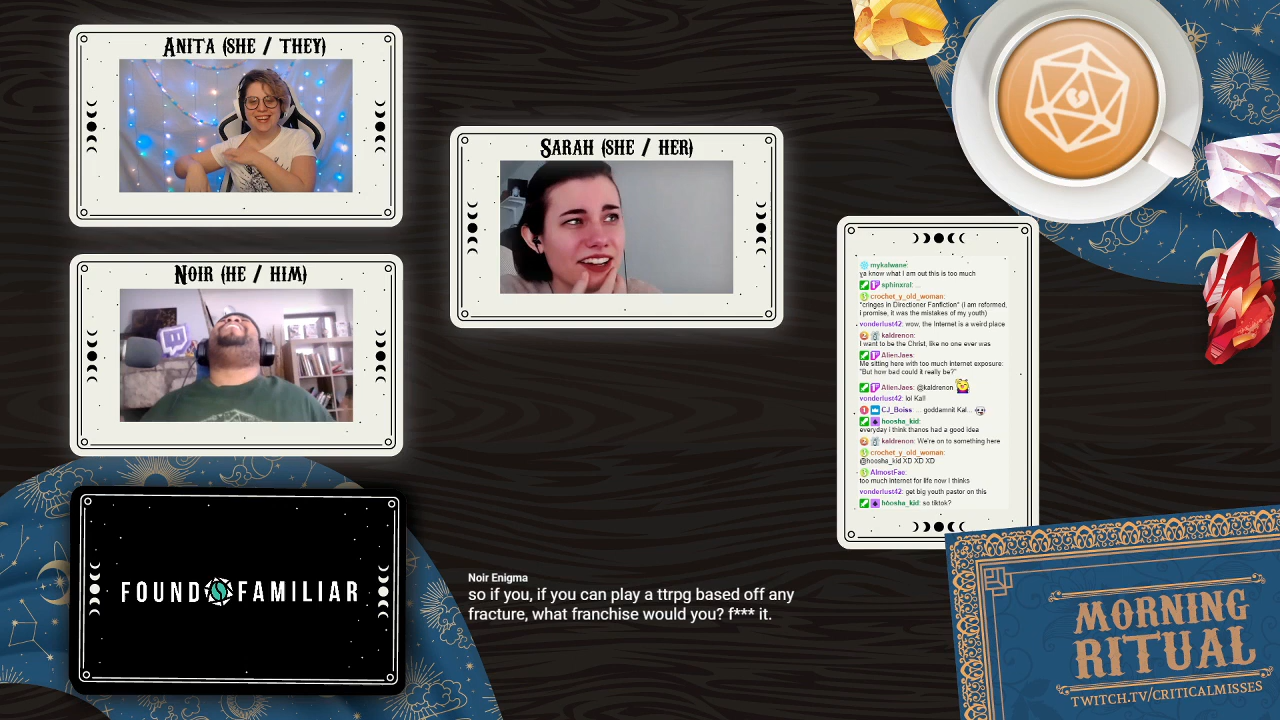 ANITA (SHE / THEY)
SARAH (SHE / HER)
NOIR (HE / HIM)
mykalwane:
ya know what I am out this is too much
sphinxral: ...
crochet_y_old_woman:
*cringes in Directioner Fanfiction* (i am reformed,
i promise, it was the mistakes of my youth)
vonderlust42: wow, the Internet is a weird place
kaldrenon:
I want to be the Christ, like no one ever was
AlienJaes:
Me sitting here with too much internet exposure:
"But how bad could it really be?"
AlienJaes: @kaldrenon
vonderlust42: lol Kal!
CJ_Boiss: ... goddamnit Kal...
hoosha_kid:
everyday i think thanos had a good idea
kaldrenon: We're on to something here
crochet_y_old_woman:
@hoosha_kid XD XD XD
AlmostFae:
too much internet for life now I thinks
vonderlust42: get big youth pastor on this
hoosha_kid: so tiktok?
FOUND FAMILIAR
Noir Enigma
so if you, if you can play a ttrpg based off any
fracture, what franchise would you? f*** it.
MORNING
RITUAL
TWITCH.TV/CRITICALMISSES